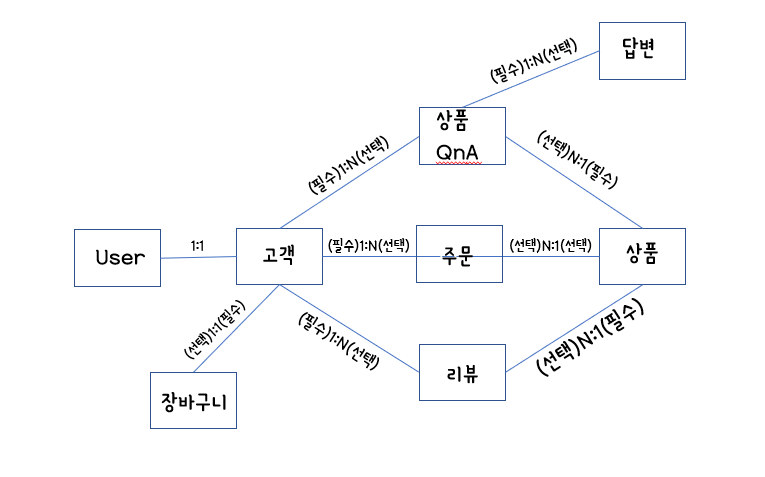 답변
(필수)1:N(선택)
상품
QnA
(필수)1:N(선택)
(선택)N:1(필수)
User
1:1
고객
(필수)1:N(선택)
주문
(선택)N:1(선택)
상품
(선택)1:1(필수)
(필수)1:N(선택)
(선택)N:1(필수)
리뷰
장바구니